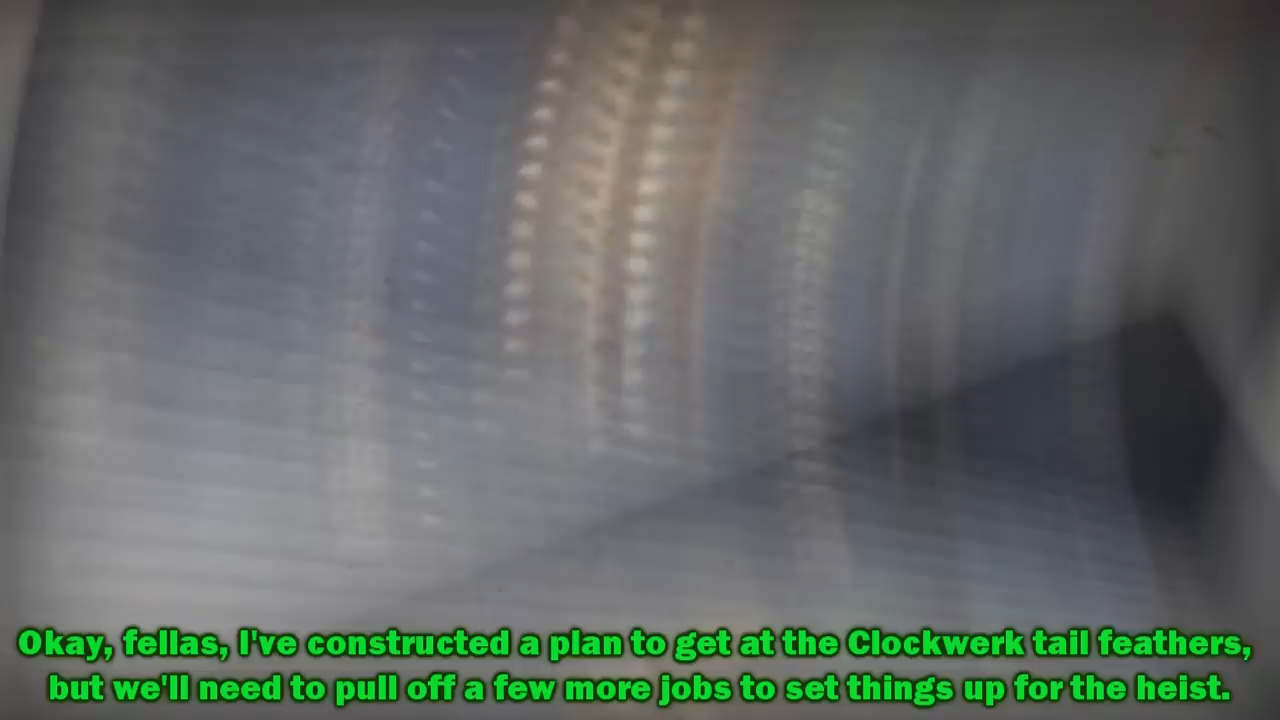 Okay, fellas, I've constructed a plan to get at the Clockwerk tail feathers,
but we'll need to pull off a few more jobs to set things up for the heist.